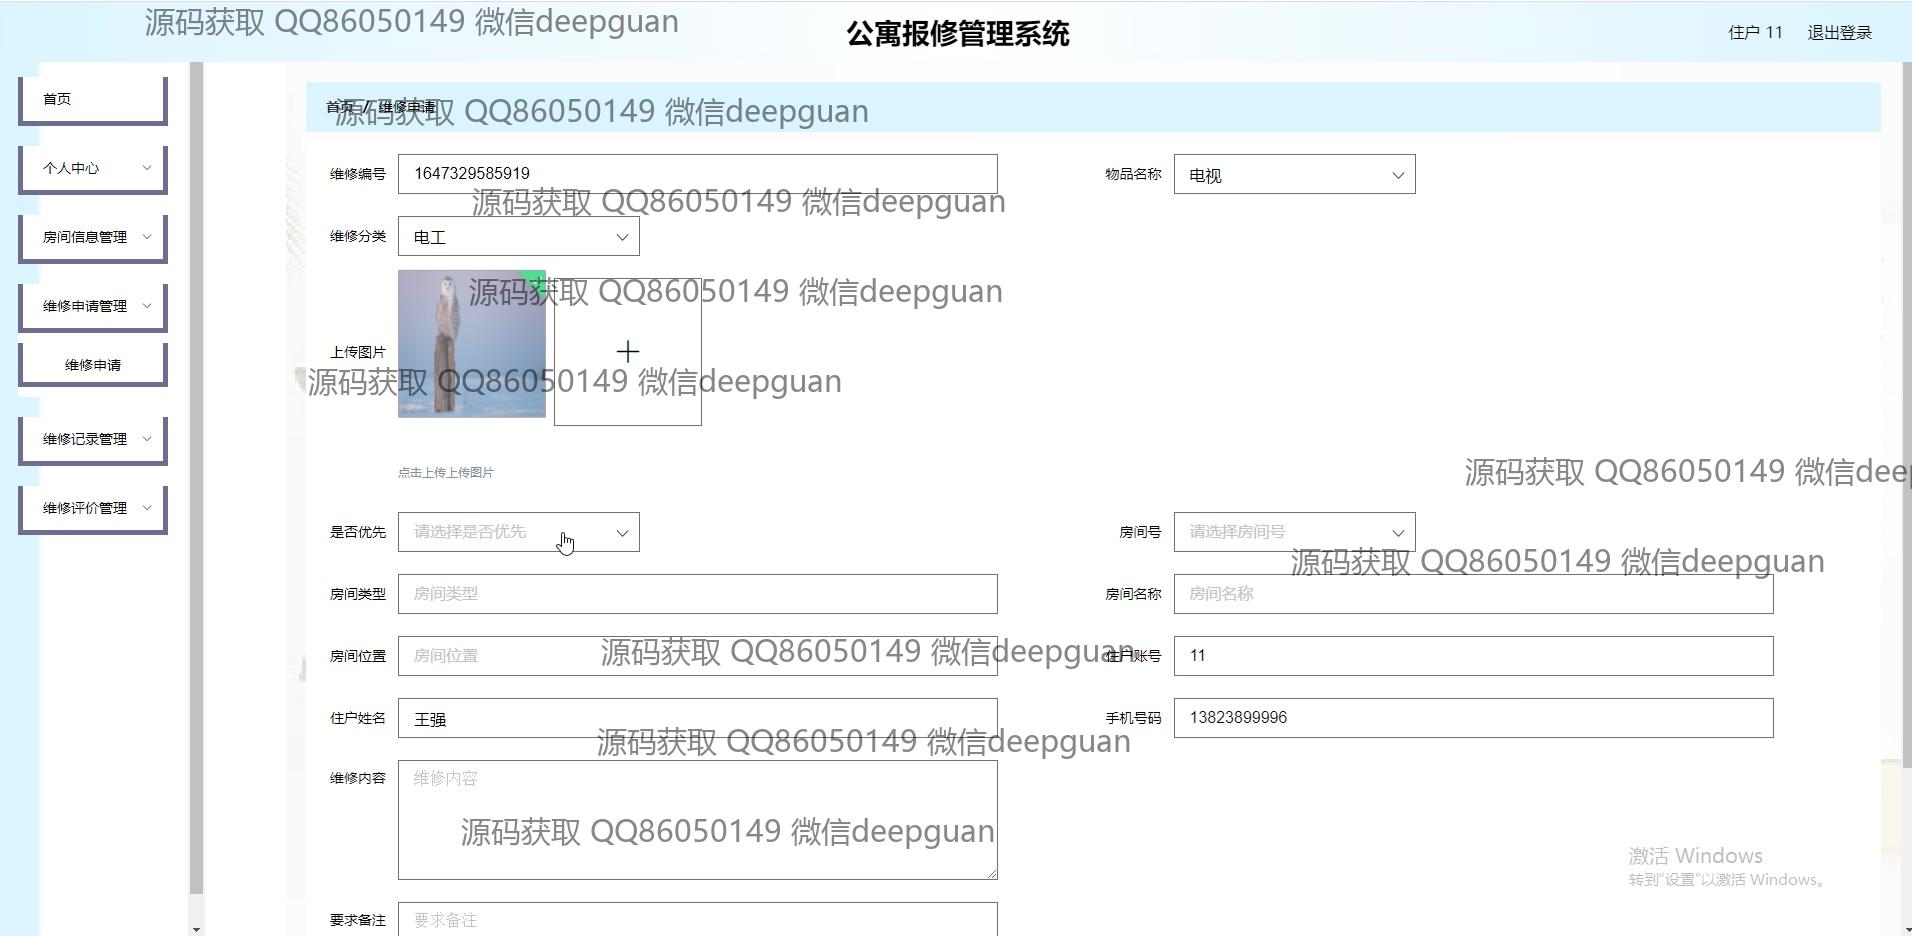 源码获取 QQ86050149 微信deepguan
公寓报修管理系统
住户 11 退出登录
首页
个人中心
房间信息管理
维修申请管理
维修申请
维修记录管理
维修评价管理
首页 / 维修申请
源码获取 QQ86050149 微信deepguan
维修编号 1647329585919 物品名称 电视
源码获取 QQ86050149 微信deepguan
维修分类 电工
源码获取 QQ86050149 微信deepguan
上传图片
源码获取 QQ86050149 微信deepguan
点击上传上传图片
源码获取 QQ86050149 微信deep
是否优先 请选择是否优先 房间号 请选择房间号
源码获取 QQ86050149 微信deepguan
房间类型 房间类型 房间名称 房间名称
房间位置 房间位置 住户账号 11
源码获取 QQ86050149 微信deepguan
住户姓名 王强 手机号码 13823899996
源码获取 QQ86050149 微信deepguan
维修内容 维修内容
源码获取 QQ86050149 微信deepguan
激活 Windows
转到"设置"以激活 Windows。
要求备注 要求备注